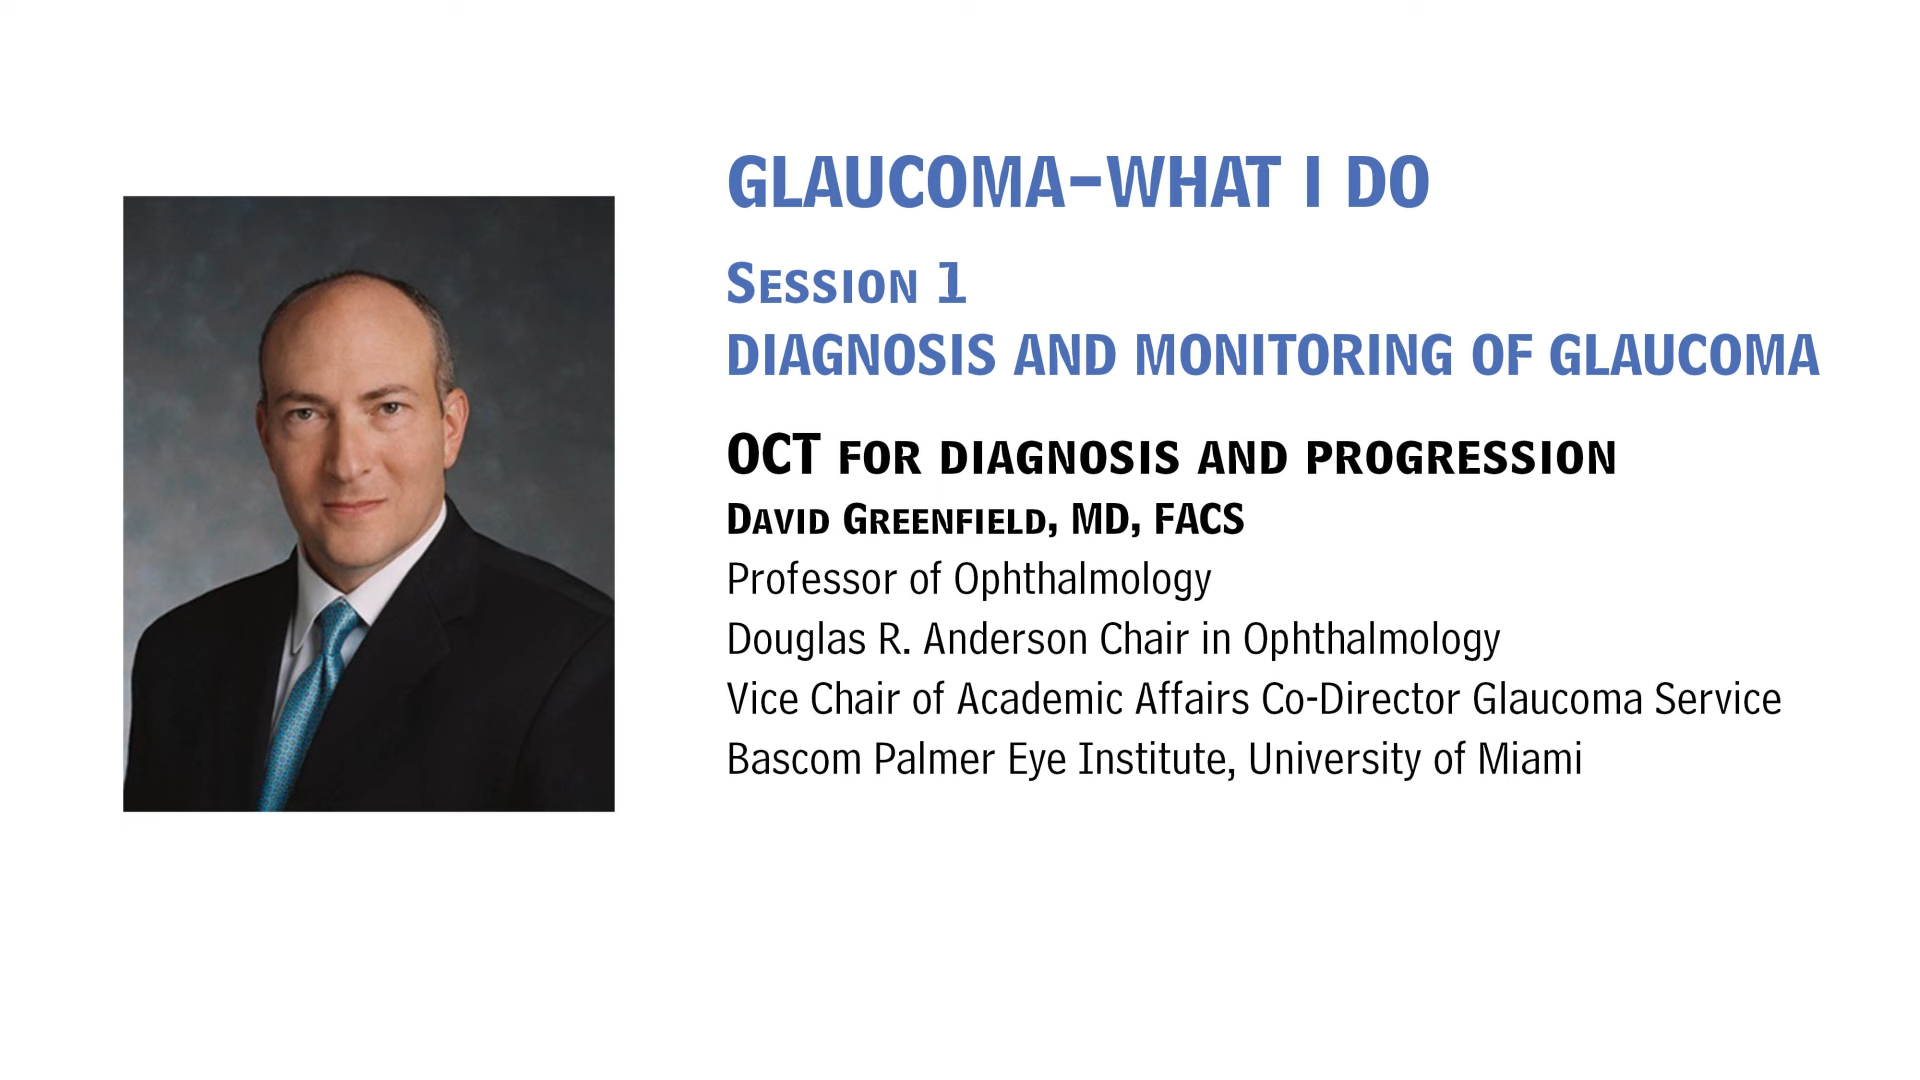 GLAUCOMA–WHAT I DO
Session 1
DIAGNOSIS AND MONITORING OF GLAUCOMA
OCT for diagnosis and progression
David Greenfield, MD, FACS
Professor of Ophthalmology
Douglas R. Anderson Chair in Ophthalmology
Vice Chair of Academic Affairs Co-Director Glaucoma Service
Bascom Palmer Eye Institute, University of Miami